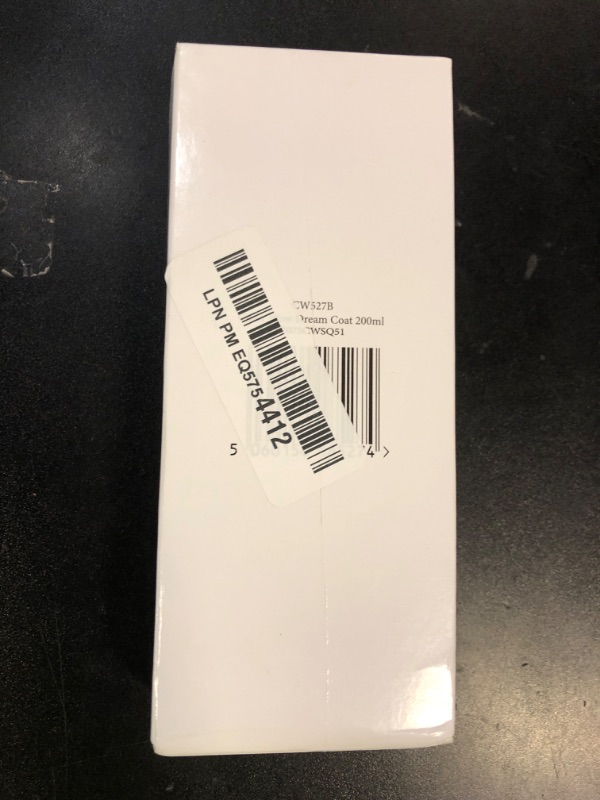 CW527B
Dream Coat 200ml
CWSQ51
LPN PM EQ5754412
5
4 >